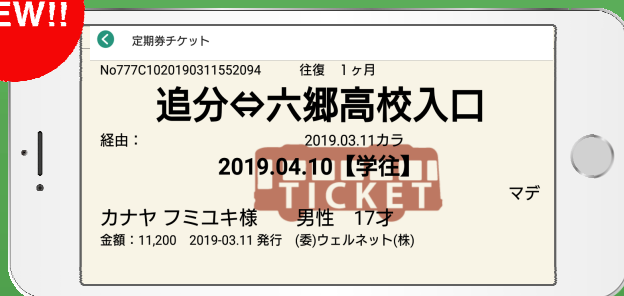 EW!!
定期券チケット
No777C1020190311552094 往復 1ヶ月
追分⇔六郷高校入口
経由： 2019.03.11カラ
2019.04.10【学往】
マデ
TICKET
カナヤ フミユキ様 男性 17才
金額：11,200 2019-03.11 発行 (委)ウェルネット(株)